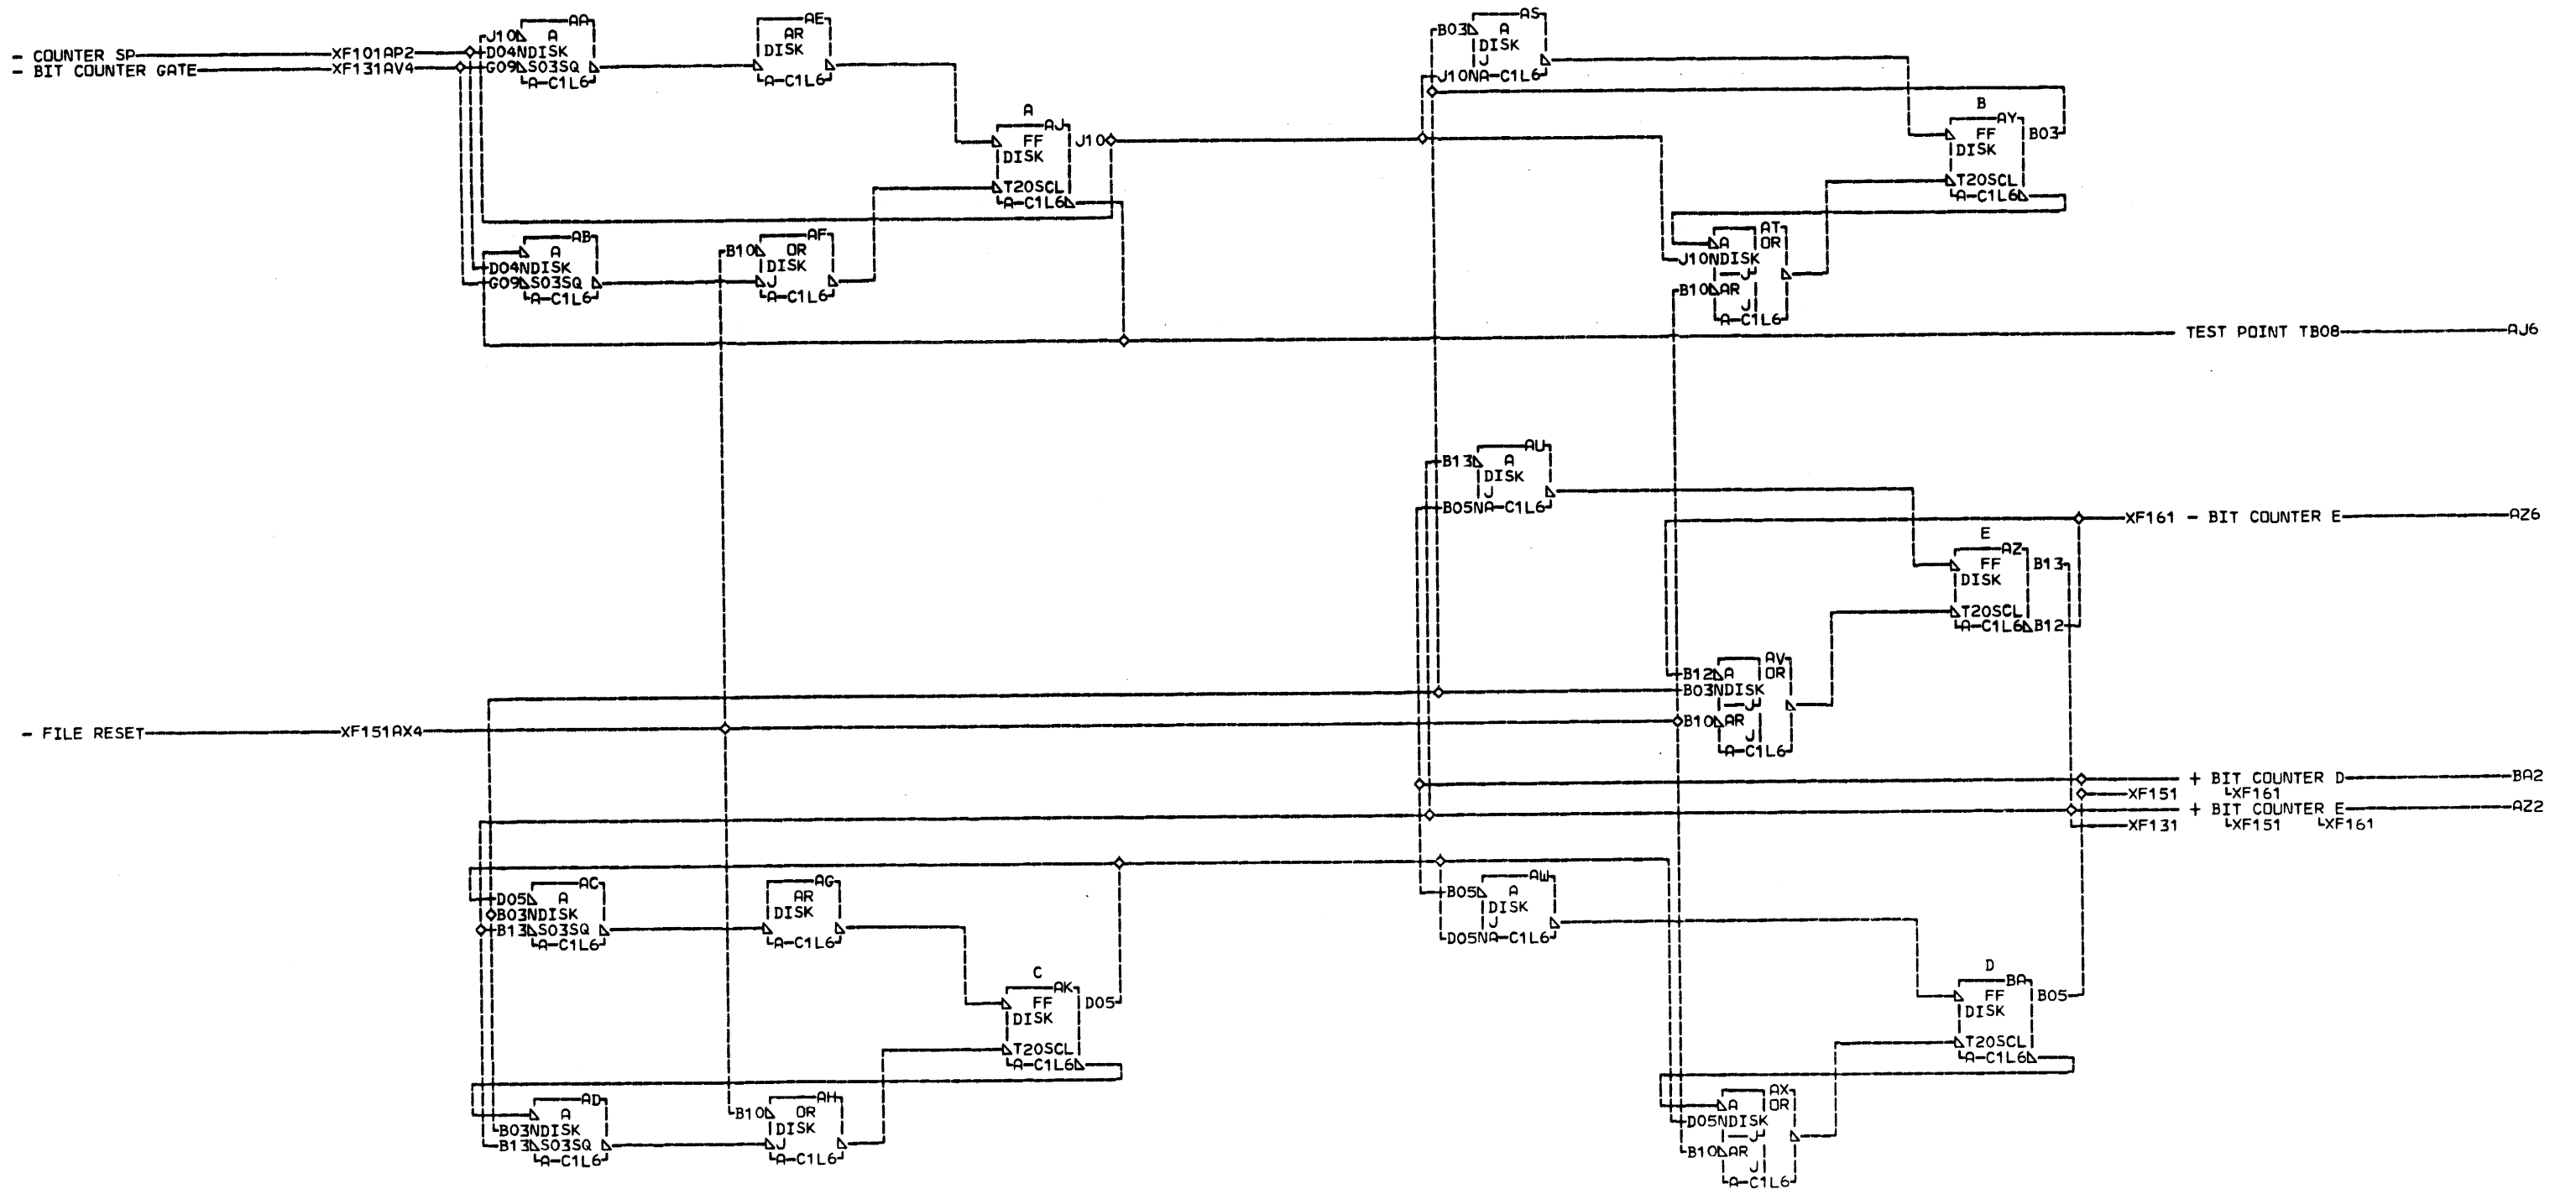 - COUNTER SP XF101AP2
- BIT COUNTER GATE XF131AV4
AA
J10 A
D04NDISK
G09 S03SQ
A-C1L6
AE
AR
DISK
A-C1L6
A
AJ
FF J10
DISK
T20SCL
A-C1L6
AB
A
D04NDISK
G09 S03SQ
A-C1L6
AF
B10 OR
DISK
J
A-C1L6
AS
B03 A
DISK
J
J10NA-C1L6
B
AY
FF B03
DISK
T20SCL
A-C1L6
AT
A OR
J10NDISK
J
B10 AR
J
A-C1L6
TEST POINT TB08 AJ6
AU
B13 A
DISK
J
B05NA-C1L6
XF161 - BIT COUNTER E AZ6
E
AZ
FF B13
DISK
T20SCL
A-C1L6 B12
AV
B12 A OR
B03NDISK
J
B10 AR
J
A-C1L6
- FILE RESET XF151AX4
+ BIT COUNTER D BA2
XF151 XF161
+ BIT COUNTER E AZ2
XF131 XF151 XF161
AC
D05 A
B03NDISK
B13 S03SQ
A-C1L6
AG
AR
DISK
A-C1L6
C
AK
FF D05
DISK
T20SCL
A-C1L6
AD
A
B03NDISK
B13 S03SQ
A-C1L6
AH
B10 OR
DISK
J
A-C1L6
AW
B05 A
DISK
J
D05NA-C1L6
D
BA
FF B05
DISK
T20SCL
A-C1L6
AX
A OR
D05NDISK
J
B10 AR
J
A-C1L6